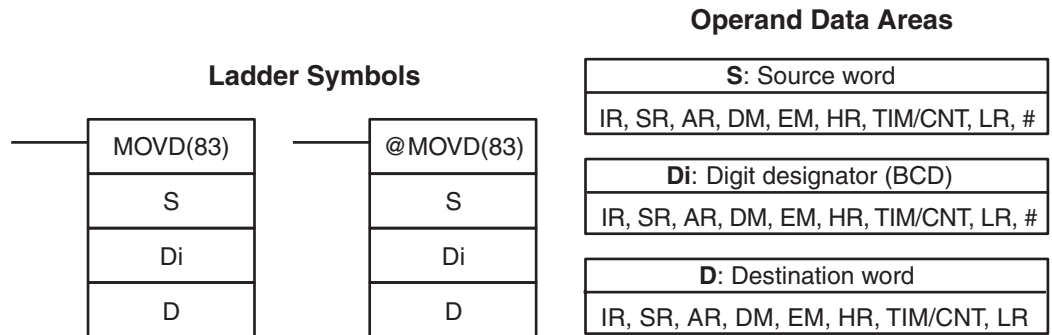 Ladder Symbols
MOVD(83)
S
Di
D
@MOVD(83)
S
Di
D
Operand Data Areas
S: Source word
IR, SR, AR, DM, EM, HR, TIM/CNT, LR, #
Di: Digit designator (BCD)
IR, SR, AR, DM, EM, HR, TIM/CNT, LR, #
D: Destination word
IR, SR, AR, DM, EM, HR, TIM/CNT, LR